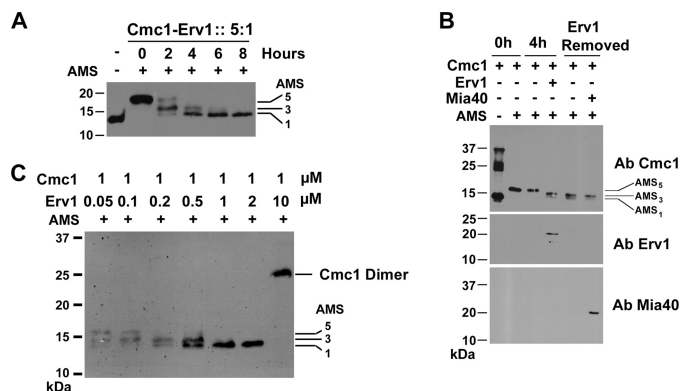 A
Cmc1-Erv1:: 5:1
- 0 2 4 6 8 Hours
AMS - + + + + +
AMS
20
15
10
5
3
1
B
Erv1
0h 4h Removed
Cmc1 + + + + + +
Erv1 - - - + - -
Mia40 - - - - - +
AMS - + + + + +
37
25
15
Ab Cmc1
AMS5
AMS3
AMS1
25
20
10
Ab Erv1
37
20
10
Ab Mia40
kDa
C
Cmc1 1 1 1 1 1 1 1 μM
Erv1 0.05 0.1 0.2 0.5 1 2 10 μM
AMS + + + + + + +
37
25
15
10
kDa
Cmc1 Dimer
AMS
5
3
1